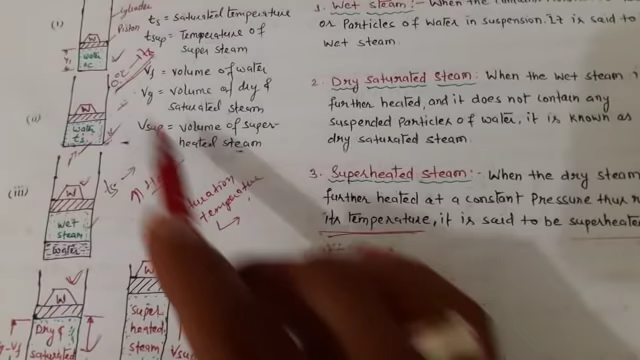 (i)
Cylinder
Piston
W
water
ts = saturated temperature
tsup = Temperature of
super steam
Vf = volume of water
Vg = volume of dry &
saturated steam
Vsup = volume of super-
heated steam
(ii)
W
water
(iii)
W
wet
steam
water
ts
temperature
W
Dry &
saturated
W
super
heated
steam
1. Wet steam :- When the
or Particles of water in suspension. It is said to
wet steam.
2. Dry saturated steam: When the wet steam
further heated, and it does not contain any
suspended Particles of water, it is known as
dry saturated steam.
3. Superheated steam:- When the dry steam
further heated at a constant Pressure thus
its temperature, it is said to be superheated